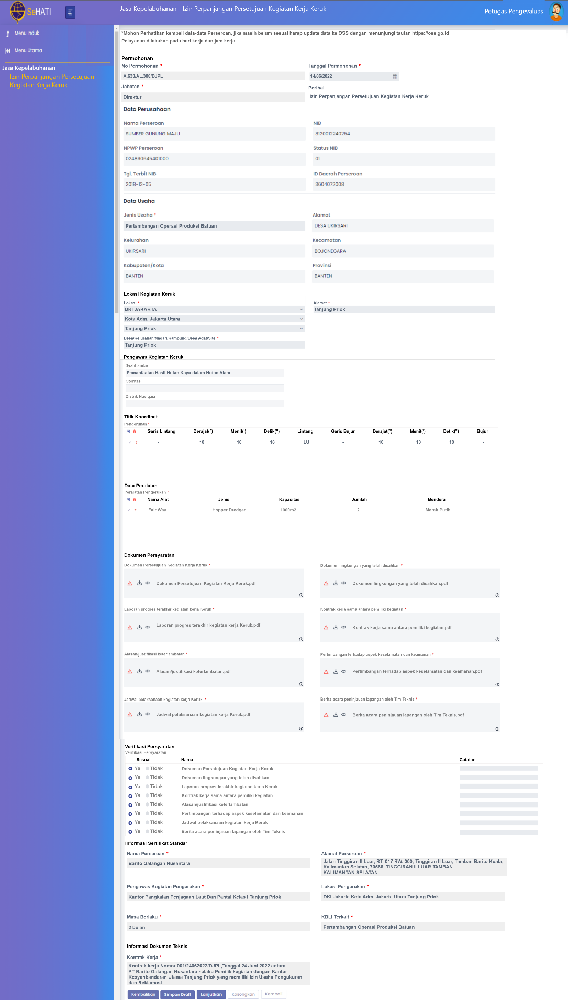 SeHATI
Jasa Kepelabuhanan - Izin Perpanjangan Persetujuan Kegiatan Kerja Keruk
Petugas Pengevaluasi
Menu Induk
Menu Utama
Jasa Kepelabuhanan
Izin Perpanjangan Persetujuan
Kegiatan Kerja Keruk
*Mohon Perhatikan kembali data-data Perseroan, jika masih belum sesuai harap update data ke OSS dengan menunjungi tautan https://oss.go.id
Pelayanan dilakukan pada hari kerja dan jam kerja
Permohonan
No Permohonan * Tanggal Permohonan *
A.638/AL.308/DJPL 14/06/2022
Jabatan * Perihal
Direktur Izin Perpanjangan Persetujuan Kegiatan Kerja Keruk
Data Perusahaan
Nama Perseroan NIB
SUMBER GUNUNG MAJU 8120012240254
NPWP Perseroan Status NIB
024860645401000 01
Tgl. Terbit NIB ID Daerah Perseroan
2018-12-05 3604072008
Data Usaha
Jenis Usaha * Alamat
Pertambangan Operasi Produksi Batuan DESA UKIRSARI
Kelurahan Kecamatan
UKIRSARI BOJONEGARA
Kabupaten/Kota Provinsi
BANTEN BANTEN
Lokasi Kegiatan Keruk
Lokasi * Alamat *
DKI JAKARTA Tanjung Priok
Kota Adm. Jakarta Utara
Tanjung Priok
Desa/Kelurahan/Nagari/Kampung/Desa Adat/Site *
Tanjung Priok
Pengawas Kegiatan Keruk
Syahbandar
Pemanfaatan Hasil Hutan Kayu dalam Hutan Alam
Otoritas
Distrik Navigasi
Titik Koordinat
Pengerukan *
Garis Lintang Derajat(°) Menit(') Detik(") Lintang Garis Bujur Derajat(°) Menit(') Detik(") Bujur
- 10 10 10 LU - 10 10 10 -
Data Peralatan
Peralatan Pengerukan *
Nama Alat Jenis Kapasitas Jumlah Bendera
Fair Way Hopper Dredger 1000m2 2 Merah Putih
Dokumen Persyaratan
Dokumen Persetujuan Kegiatan Kerja Keruk * Dokumen lingkungan yang telah disahkan *
Dokumen Persetujuan Kegiatan Kerja Keruk.pdf Dokumen lingkungan yang telah disahkan.pdf
Laporan progres terakhir kegiatan kerja Keruk * Kontrak kerja sama antara pemiliki kegiatan *
Laporan progres terakhir kegiatan kerja Keruk.pdf Kontrak kerja sama antara pemiliki kegiatan.pdf
Alasan/justifikasi keterlambatan * Pertimbangan terhadap aspek keselamatan dan keamanan *
Alasan/justifikasi keterlambatan.pdf Pertimbangan terhadap aspek keselamatan dan keamanan.pdf
Jadwal pelaksanaan kegiatan kerja Keruk * Berita acara peninjauan lapangan oleh Tim Teknis *
Jadwal pelaksanaan kegiatan kerja Keruk.pdf Berita acara peninjauan lapangan oleh Tim Teknis.pdf
Verifikasi Persyaratan
Verifikasi Persyaratan
Sesuai Nama Catatan
Ya Tidak Dokumen Persetujuan Kegiatan Kerja Keruk
Ya Tidak Dokumen lingkungan yang telah disahkan
Ya Tidak Laporan progres terakhir kegiatan kerja Keruk
Ya Tidak Kontrak kerja sama antara pemiliki kegiatan
Ya Tidak Alasan/justifikasi keterlambatan
Ya Tidak Pertimbangan terhadap aspek keselamatan dan keamanan
Ya Tidak Jadwal pelaksanaan kegiatan kerja Keruk
Ya Tidak Berita acara peninjauan lapangan oleh Tim Teknis
Informasi Sertifikat Standar
Nama Perseroan * Alamat Perseroan *
Barito Galangan Nusantara
Jalan Tinggiran II Luar, RT. 017 RW. 000, Tinggiran II Luar, Tamban Barito Kuala,
Kalimantan Selatan, 70566. TINGGIRAN II LUAR TAMBAN
KALIMANTAN SELATAN
Pengawas Kegiatan Pengerukan * Lokasi Pengerukan *
Kantor Pangkalan Penjagaan Laut Dan Pantai Kelas I Tanjung Priok DKI Jakarta Kota Adm. Jakarta Utara Tanjung Priok
Masa Berlaku * KBLI Terkait *
2 bulan Pertambangan Operasi Produksi Batuan
Informasi Dokumen Teknis
Kontrak Kerja *
Kontrak kerja Nomor 001/24062022/DJPL,Tanggal 24 Juni 2022 antara
PT Barito Galangan Nusantara selaku Pemilik kegiatan dengan Kantor
Kesyahbandaran Utama Tanjung Priok yang memiliki Izin Usaha Pengukuran
dan Reklamasi
Kembalikan Simpan Draft Lanjutkan Kosongkan Kembali